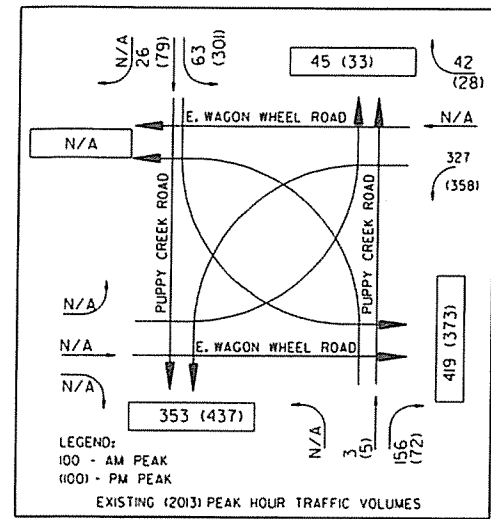 N/A
26
(79)
63
(301)
45 (33)
42
(28)
E. WAGON WHEEL ROAD
N/A
N/A
327
(358)
PUPPY CREEK ROAD
PUPPY CREEK ROAD
N/A
N/A
E. WAGON WHEEL ROAD
N/A
419 (373)
353 (437)
N/A
3
(5)
156
(72)
LEGEND:
100 - AM PEAK
(100) - PM PEAK
EXISTING (2013) PEAK HOUR TRAFFIC VOLUMES